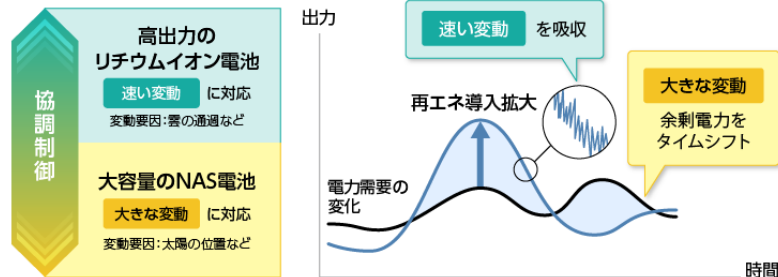 協調制御
高出力の
リチウムイオン電池
速い変動 に対応
変動要因:雲の通過など
大容量のNAS電池
大きな変動 に対応
変動要因:太陽の位置など
出力
速い変動 を吸収
再エネ導入拡大
大きな変動
余剰電力を
タイムシフト
電力需要の
変化
時間